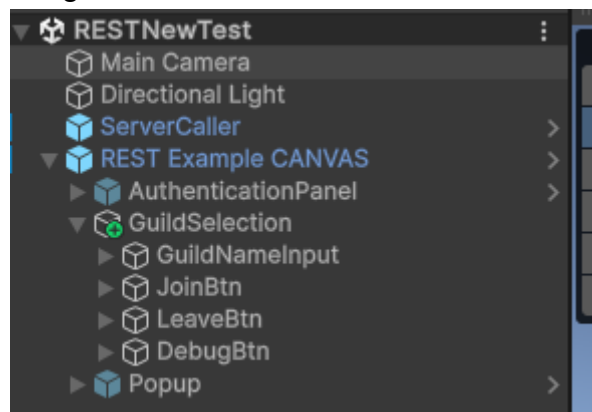 RESTNewTest
Main Camera
Directional Light
ServerCaller
REST Example CANVAS
AuthenticationPanel
GuildSelection
GuildNameInput
JoinBtn
LeaveBtn
DebugBtn
Popup